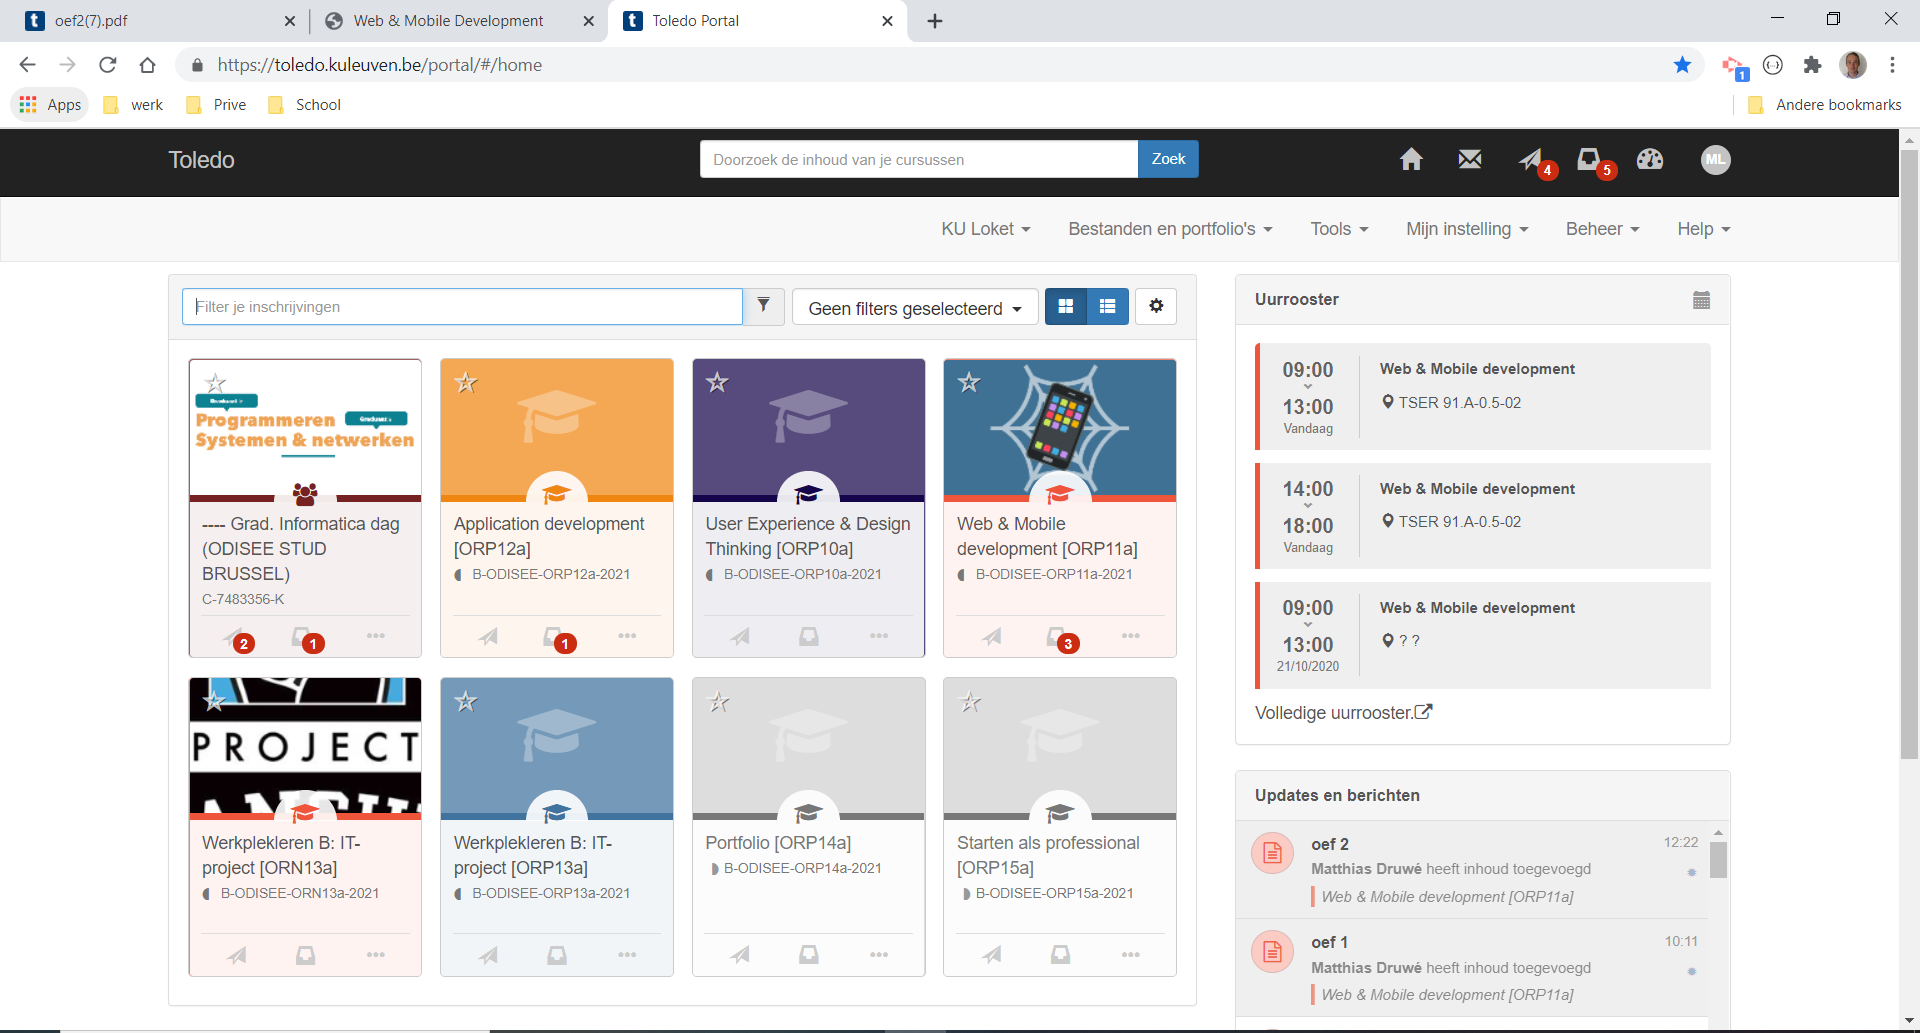 oef2(7).pdf
Web & Mobile Development
Toledo Portal
https://toledo.kuleuven.be/portal/#/home
1
Apps
werk
Prive
School
Andere bookmarks
Toledo
Doorzoek de inhoud van je cursussen
Zoek
4
5
ML
KU Loket
Bestanden en portfolio's
Tools
Mijn instelling
Beheer
Help
Filter je inschrijvingen
Geen filters geselecteerd
Programmeren
Systemen & netwerken
---- Grad. Informatica dag
(ODISEE STUD
BRUSSEL)
C-7483356-K
2
1
Application development
[ORP12a]
B-ODISEE-ORP12a-2021
1
User Experience & Design
Thinking [ORP10a]
B-ODISEE-ORP10a-2021
Web & Mobile
development [ORP11a]
B-ODISEE-ORP11a-2021
3
PROJECT
Werkplekleren B: IT-
project [ORN13a]
B-ODISEE-ORN13a-2021
Werkplekleren B: IT-
project [ORP13a]
B-ODISEE-ORP13a-2021
Portfolio [ORP14a]
B-ODISEE-ORP14a-2021
Starten als professional
[ORP15a]
B-ODISEE-ORP15a-2021
Uurrooster
09:00
13:00
Vandaag
Web & Mobile development
TSER 91.A-0.5-02
14:00
18:00
Vandaag
Web & Mobile development
TSER 91.A-0.5-02
09:00
13:00
21/10/2020
Web & Mobile development
? ?
Volledige uurrooster.
Updates en berichten
oef 2
12:22
Matthias Druwé heeft inhoud toegevoegd
Web & Mobile development [ORP11a]
oef 1
10:11
Matthias Druwé heeft inhoud toegevoegd
Web & Mobile development [ORP11a]